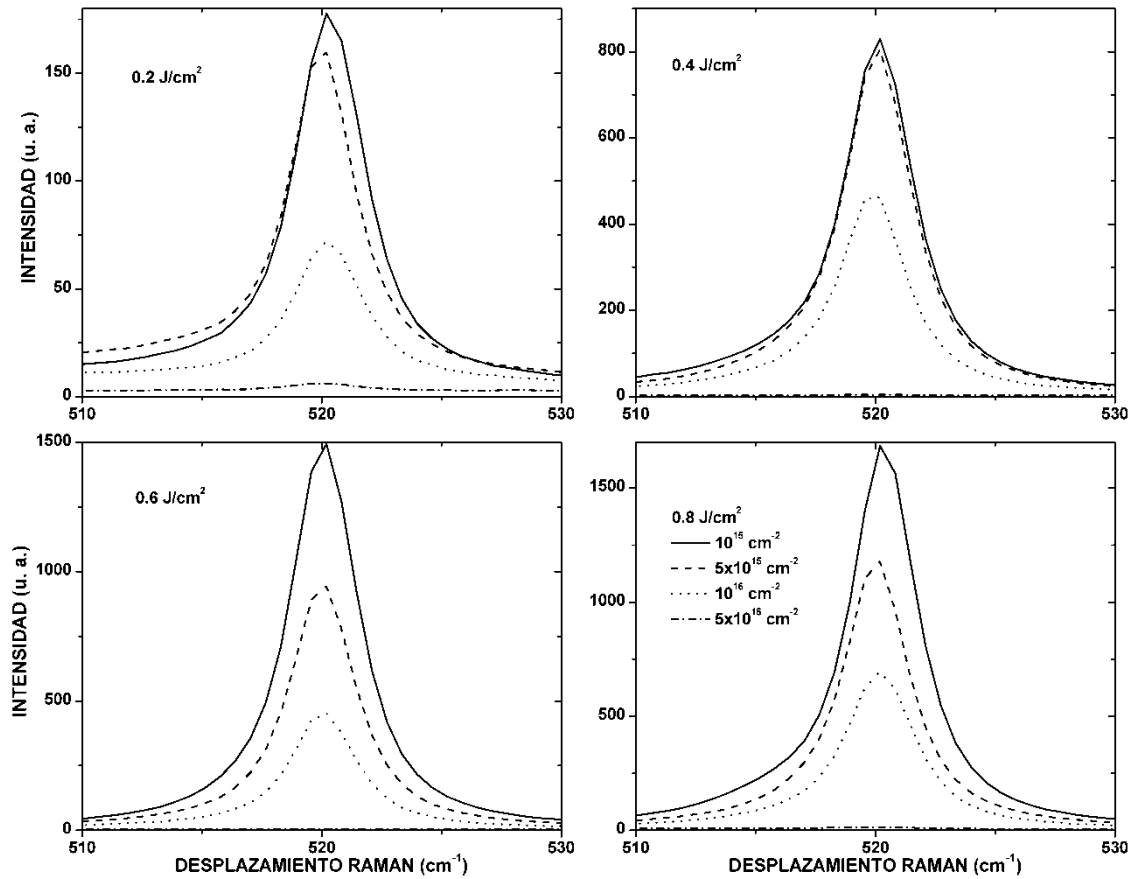 0.2 J/cm²
INTENSIDAD (u. a.)
150
100
50
0
510
520
530
0.4 J/cm²
800
600
400
200
0
510
520
530
0.6 J/cm²
INTENSIDAD (u. a.)
1500
1000
500
0
510
520
530
DESPLAZAMIENTO RAMAN (cm⁻¹)
0.8 J/cm²
10¹⁵ cm⁻²
5x10¹⁵ cm⁻²
10¹⁶ cm⁻²
5x10¹⁶ cm⁻²
1500
1000
500
0
510
520
530
DESPLAZAMIENTO RAMAN (cm⁻¹)